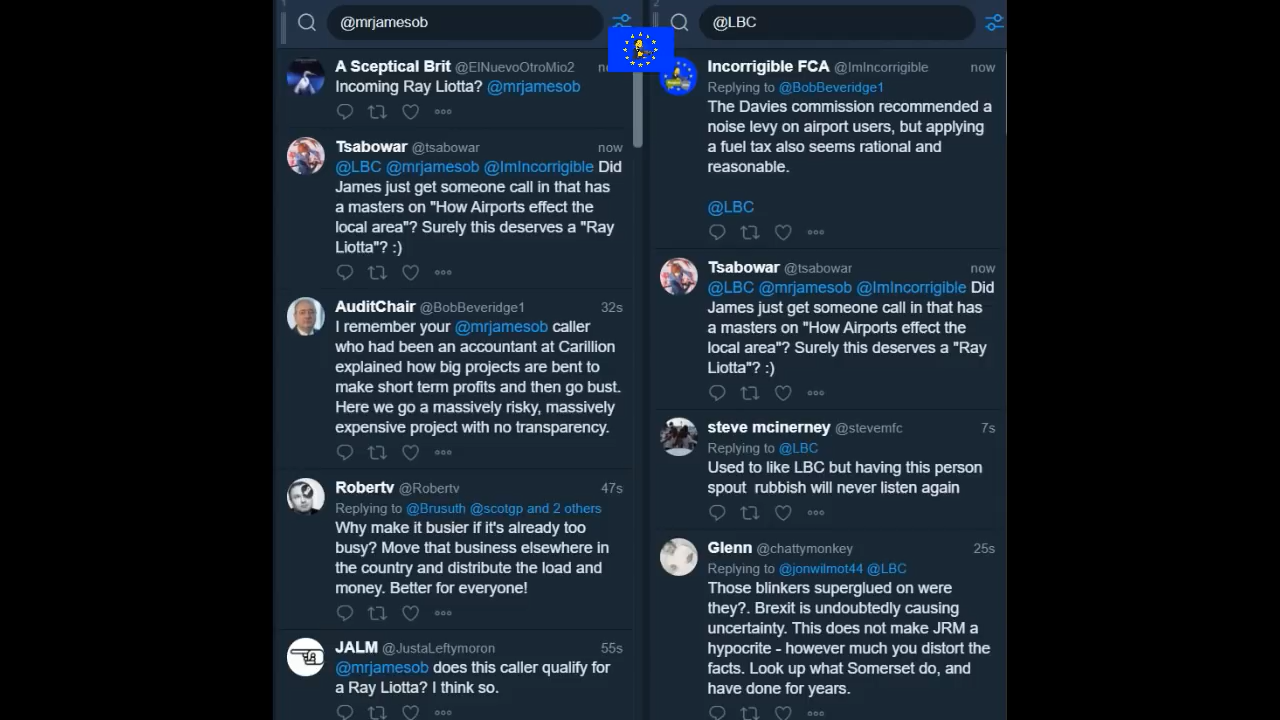 1
@mrjamesob
A Sceptical Brit @ElNuevoOtroMio2
Incoming Ray Liotta? @mrjamesob
Tsabowar @tsabowar now
@LBC @mrjamesob @ImIncorrigible Did
James just get someone call in that has
a masters on "How Airports effect the
local area"? Surely this deserves a "Ray
Liotta"? :)
AuditChair @BobBeveridge1 32s
I remember your @mrjamesob caller
who had been an accountant at Carillion
explained how big projects are bent to
make short term profits and then go bust.
Here we go a massively risky, massively
expensive project with no transparency.
Robertv @Robertv 47s
Replying to @Brusuth @scotgp and 2 others
Why make it busier if it's already too
busy? Move that business elsewhere in
the country and distribute the load and
money. Better for everyone!
JALM @JustaLeftymoron 55s
@mrjamesob does this caller qualify for
a Ray Liotta? I think so.
2
@LBC
Incorrigible FCA @ImIncorrigible now
Replying to @BobBeveridge1
The Davies commission recommended a
noise levy on airport users, but applying
a fuel tax also seems rational and
reasonable.
@LBC
Tsabowar @tsabowar now
@LBC @mrjamesob @ImIncorrigible Did
James just get someone call in that has
a masters on "How Airports effect the
local area"? Surely this deserves a "Ray
Liotta"? :)
steve mcinerney @stevemfc 7s
Replying to @LBC
Used to like LBC but having this person
spout rubbish will never listen again
Glenn @chattymonkey 25s
Replying to @jonwilmot44 @LBC
Those blinkers superglued on were
they?. Brexit is undoubtedly causing
uncertainty. This does not make JRM a
hypocrite - however much you distort the
facts. Look up what Somerset do, and
have done for years.